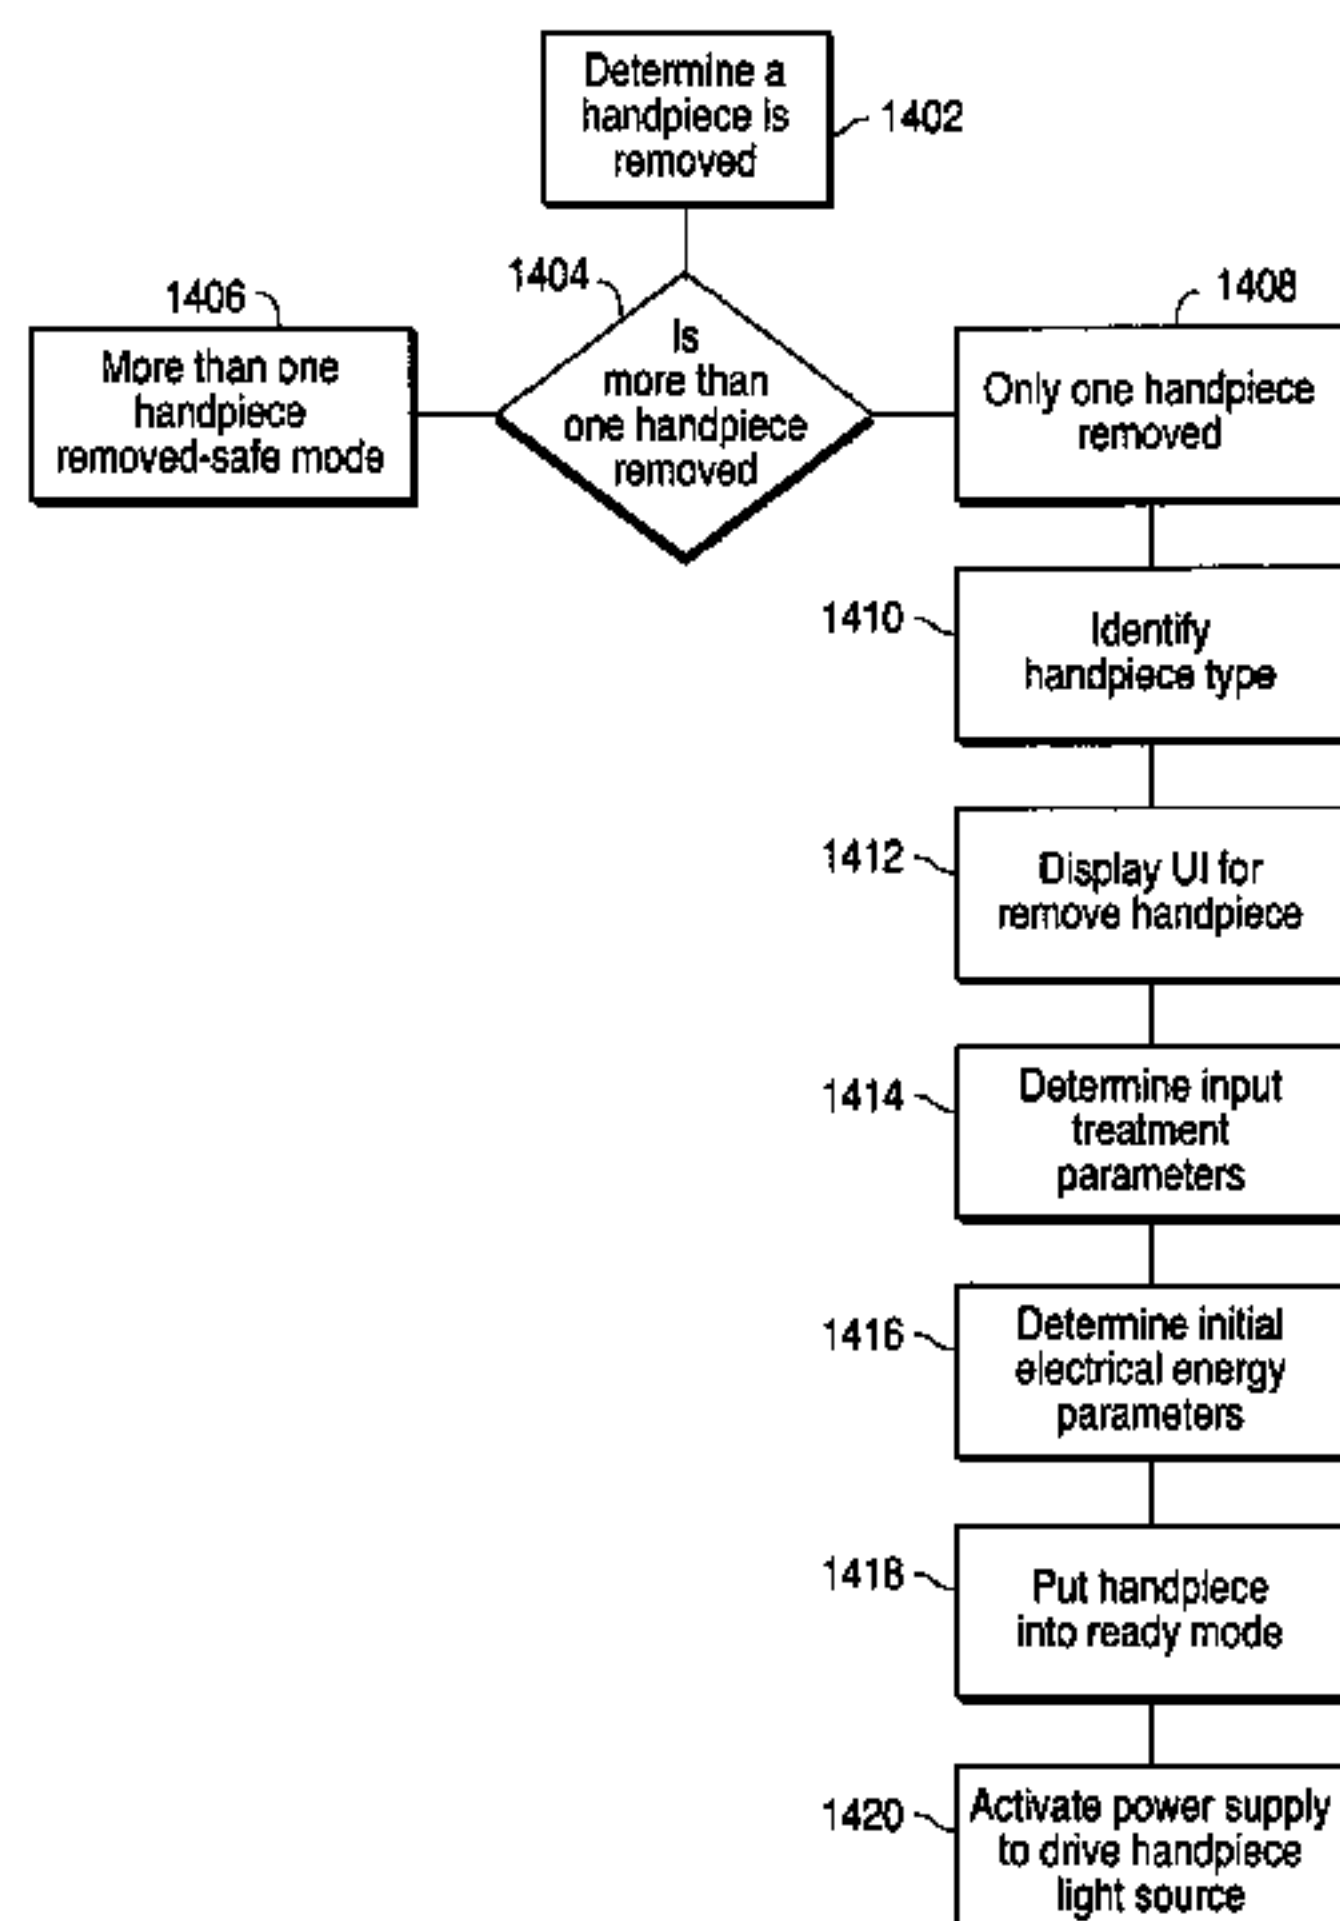 Determine a
handpiece is
removed
1402
1404
Is
more than
one handpiece
removed
1406
More than one
handpiece
removed-safe mode
1408
Only one handpiece
removed
1410
Identify
handpiece type
1412
Display UI for
remove handpiece
1414
Determine input
treatment
parameters
1416
Determine initial
electrical energy
parameters
1418
Put handpiece
into ready mode
1420
Activate power supply
to drive handpiece
light source